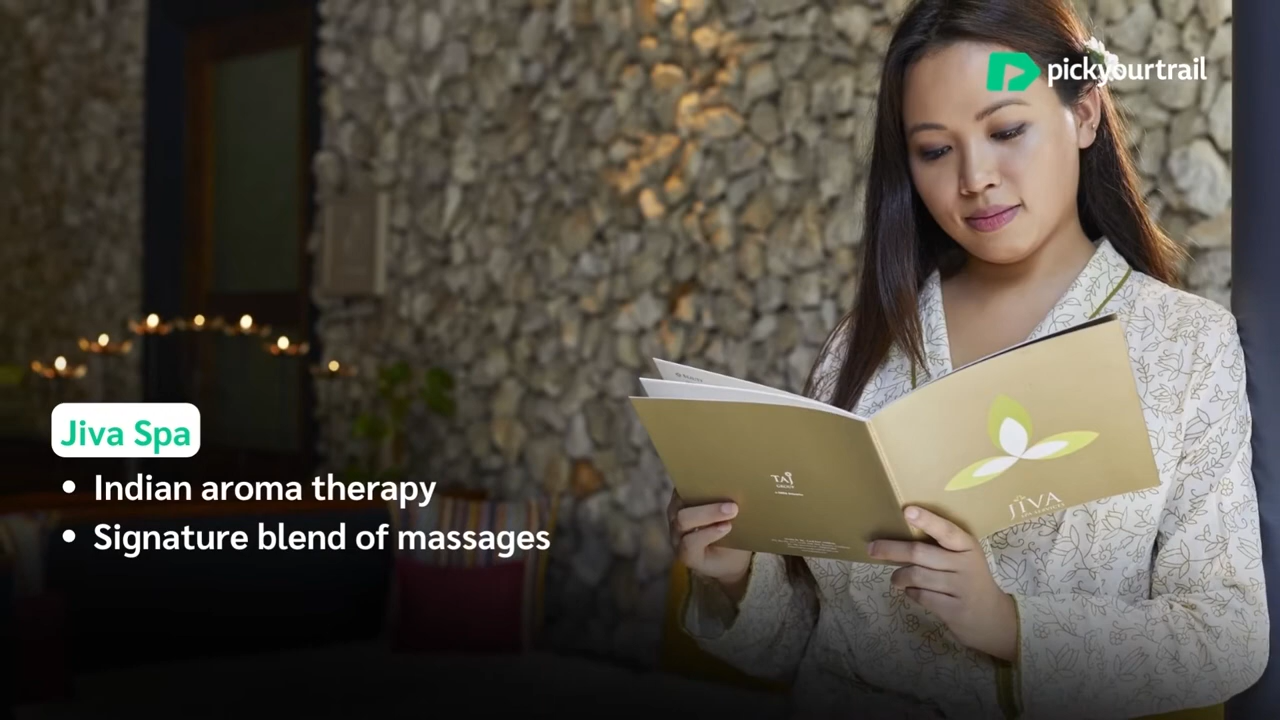 pickyourtrail
Jiva Spa
• Indian aroma therapy
• Signature blend of massages
TAJ
JIVA